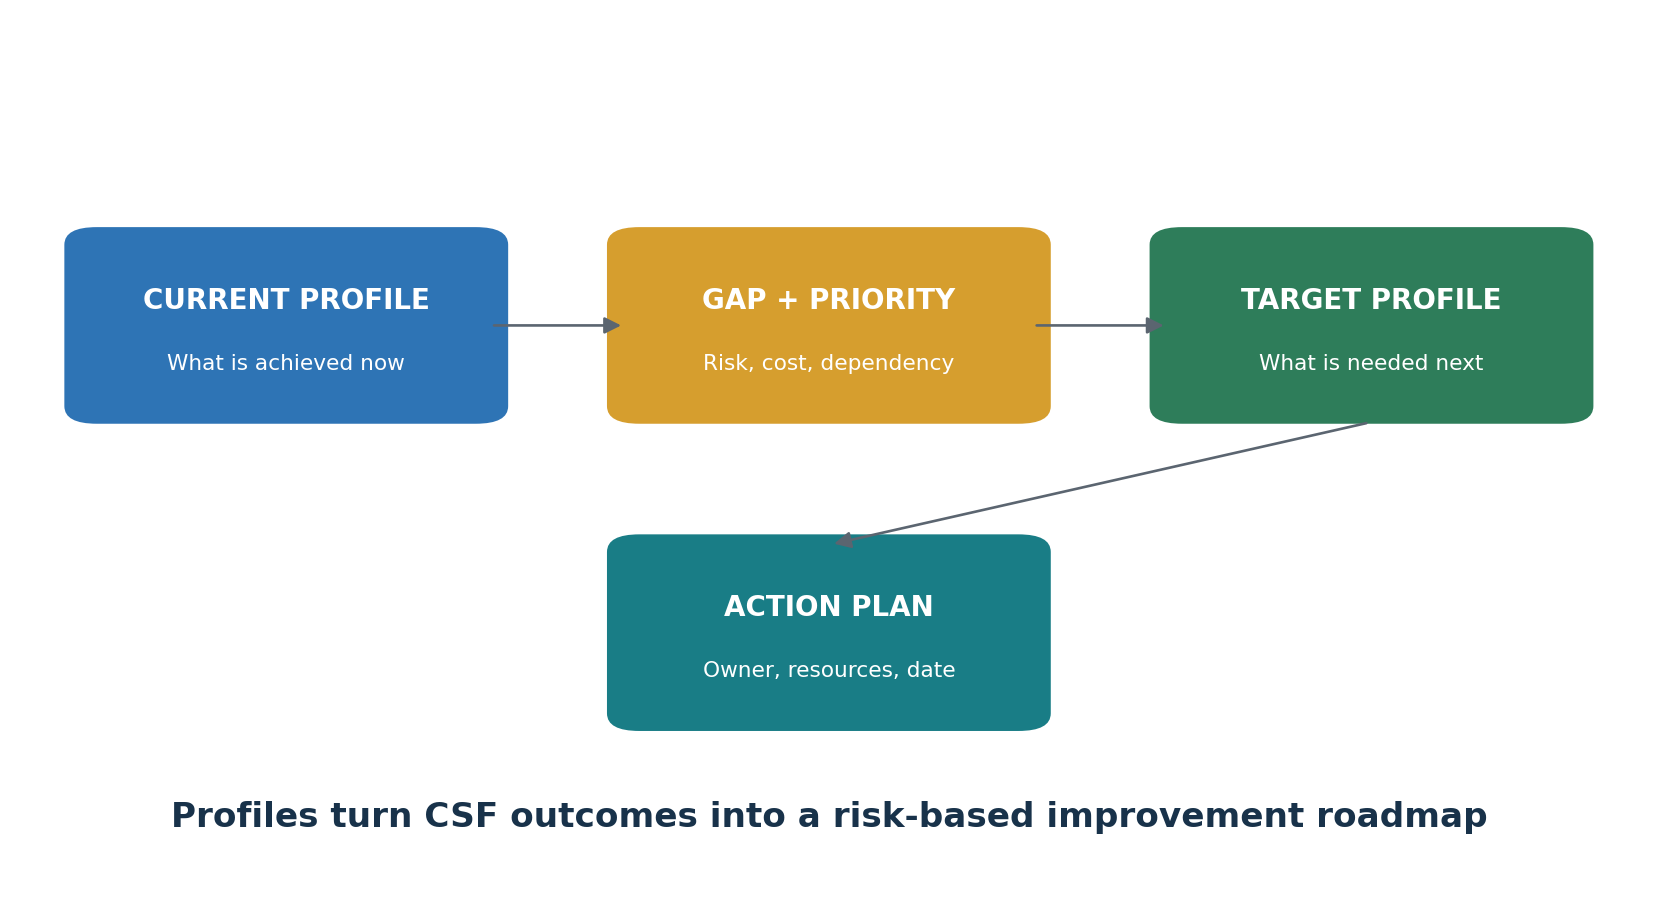 CURRENT PROFILE
What is achieved now
GAP + PRIORITY
Risk, cost, dependency
TARGET PROFILE
What is needed next
ACTION PLAN
Owner, resources, date
Profiles turn CSF outcomes into a risk-based improvement roadmap